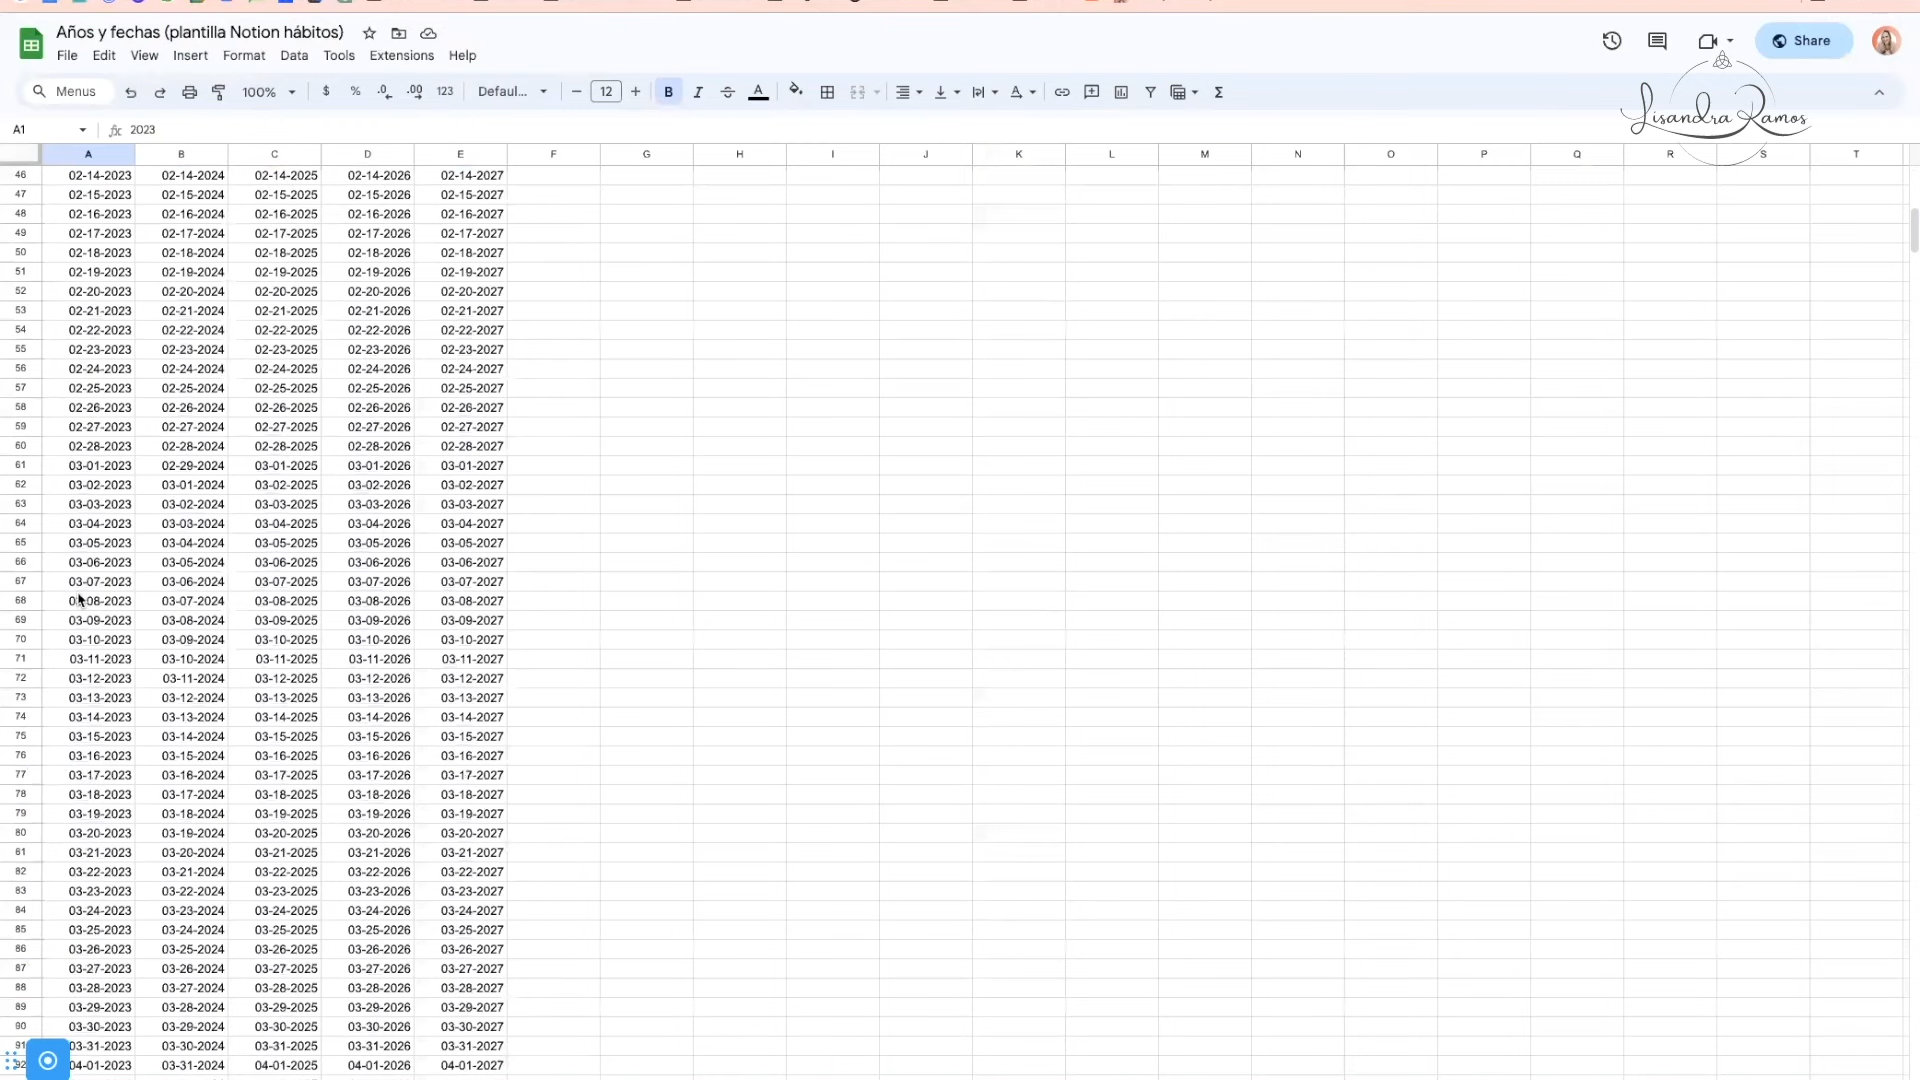 Años y fechas (plantilla Notion hábitos)
File Edit View Insert Format Data Tools Extensions Help
Share
Menus 100% $ % .0 .00 123 Defaul... 12 B I A
Lisandra Ramos
A1 fx 2023
A B C D E F G H I J K L M N O P Q R S T
46 02-14-2023 02-14-2024 02-14-2025 02-14-2026 02-14-2027
47 02-15-2023 02-15-2024 02-15-2025 02-15-2026 02-15-2027
48 02-16-2023 02-16-2024 02-16-2025 02-16-2026 02-16-2027
49 02-17-2023 02-17-2024 02-17-2025 02-17-2026 02-17-2027
50 02-18-2023 02-18-2024 02-18-2025 02-18-2026 02-18-2027
51 02-19-2023 02-19-2024 02-19-2025 02-19-2026 02-19-2027
52 02-20-2023 02-20-2024 02-20-2025 02-20-2026 02-20-2027
53 02-21-2023 02-21-2024 02-21-2025 02-21-2026 02-21-2027
54 02-22-2023 02-22-2024 02-22-2025 02-22-2026 02-22-2027
55 02-23-2023 02-23-2024 02-23-2025 02-23-2026 02-23-2027
56 02-24-2023 02-24-2024 02-24-2025 02-24-2026 02-24-2027
57 02-25-2023 02-25-2024 02-25-2025 02-25-2026 02-25-2027
58 02-26-2023 02-26-2024 02-26-2025 02-26-2026 02-26-2027
59 02-27-2023 02-27-2024 02-27-2025 02-27-2026 02-27-2027
60 02-28-2023 02-28-2024 02-28-2025 02-28-2026 02-28-2027
61 03-01-2023 02-29-2024 03-01-2025 03-01-2026 03-01-2027
62 03-02-2023 03-01-2024 03-02-2025 03-02-2026 03-02-2027
63 03-03-2023 03-02-2024 03-03-2025 03-03-2026 03-03-2027
64 03-04-2023 03-03-2024 03-04-2025 03-04-2026 03-04-2027
65 03-05-2023 03-04-2024 03-05-2025 03-05-2026 03-05-2027
66 03-06-2023 03-05-2024 03-06-2025 03-06-2026 03-06-2027
67 03-07-2023 03-06-2024 03-07-2025 03-07-2026 03-07-2027
68 03-08-2023 03-07-2024 03-08-2025 03-08-2026 03-08-2027
69 03-09-2023 03-08-2024 03-09-2025 03-09-2026 03-09-2027
70 03-10-2023 03-09-2024 03-10-2025 03-10-2026 03-10-2027
71 03-11-2023 03-10-2024 03-11-2025 03-11-2026 03-11-2027
72 03-12-2023 03-11-2024 03-12-2025 03-12-2026 03-12-2027
73 03-13-2023 03-12-2024 03-13-2025 03-13-2026 03-13-2027
74 03-14-2023 03-13-2024 03-14-2025 03-14-2026 03-14-2027
75 03-15-2023 03-14-2024 03-15-2025 03-15-2026 03-15-2027
76 03-16-2023 03-15-2024 03-16-2025 03-16-2026 03-16-2027
77 03-17-2023 03-16-2024 03-17-2025 03-17-2026 03-17-2027
78 03-18-2023 03-17-2024 03-18-2025 03-18-2026 03-18-2027
79 03-19-2023 03-18-2024 03-19-2025 03-19-2026 03-19-2027
80 03-20-2023 03-19-2024 03-20-2025 03-20-2026 03-20-2027
81 03-21-2023 03-20-2024 03-21-2025 03-21-2026 03-21-2027
82 03-22-2023 03-21-2024 03-22-2025 03-22-2026 03-22-2027
83 03-23-2023 03-22-2024 03-23-2025 03-23-2026 03-23-2027
84 03-24-2023 03-23-2024 03-24-2025 03-24-2026 03-24-2027
85 03-25-2023 03-24-2024 03-25-2025 03-25-2026 03-25-2027
86 03-26-2023 03-25-2024 03-26-2025 03-26-2026 03-26-2027
87 03-27-2023 03-26-2024 03-27-2025 03-27-2026 03-27-2027
88 03-28-2023 03-27-2024 03-28-2025 03-28-2026 03-28-2027
89 03-29-2023 03-28-2024 03-29-2025 03-29-2026 03-29-2027
90 03-30-2023 03-29-2024 03-30-2025 03-30-2026 03-30-2027
91 03-31-2023 03-30-2024 03-31-2025 03-31-2026 03-31-2027
92 04-01-2023 03-31-2024 04-01-2025 04-01-2026 04-01-2027